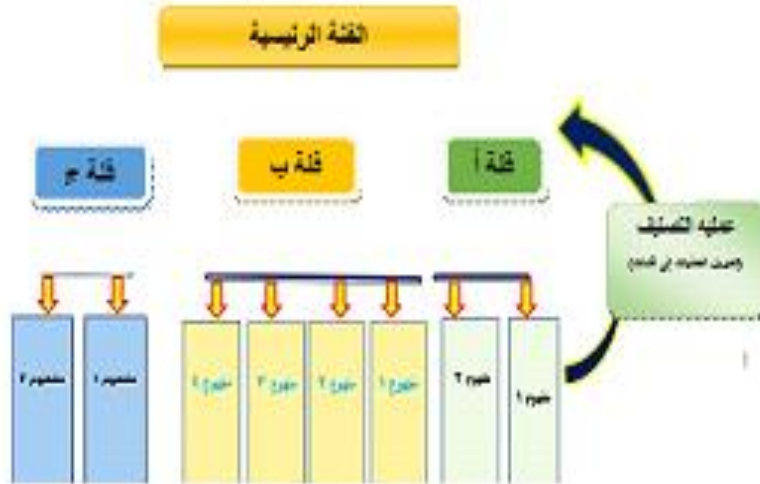 الفئة الرئيسية
فئة أ
فئة ب
فئة ج
عملية التصنيف
مفهوم ١
مفهوم ٢
مفهوم ١
مفهوم ٢
مفهوم ٣
مفهوم ٤
مفهوم ١
مفهوم ٢